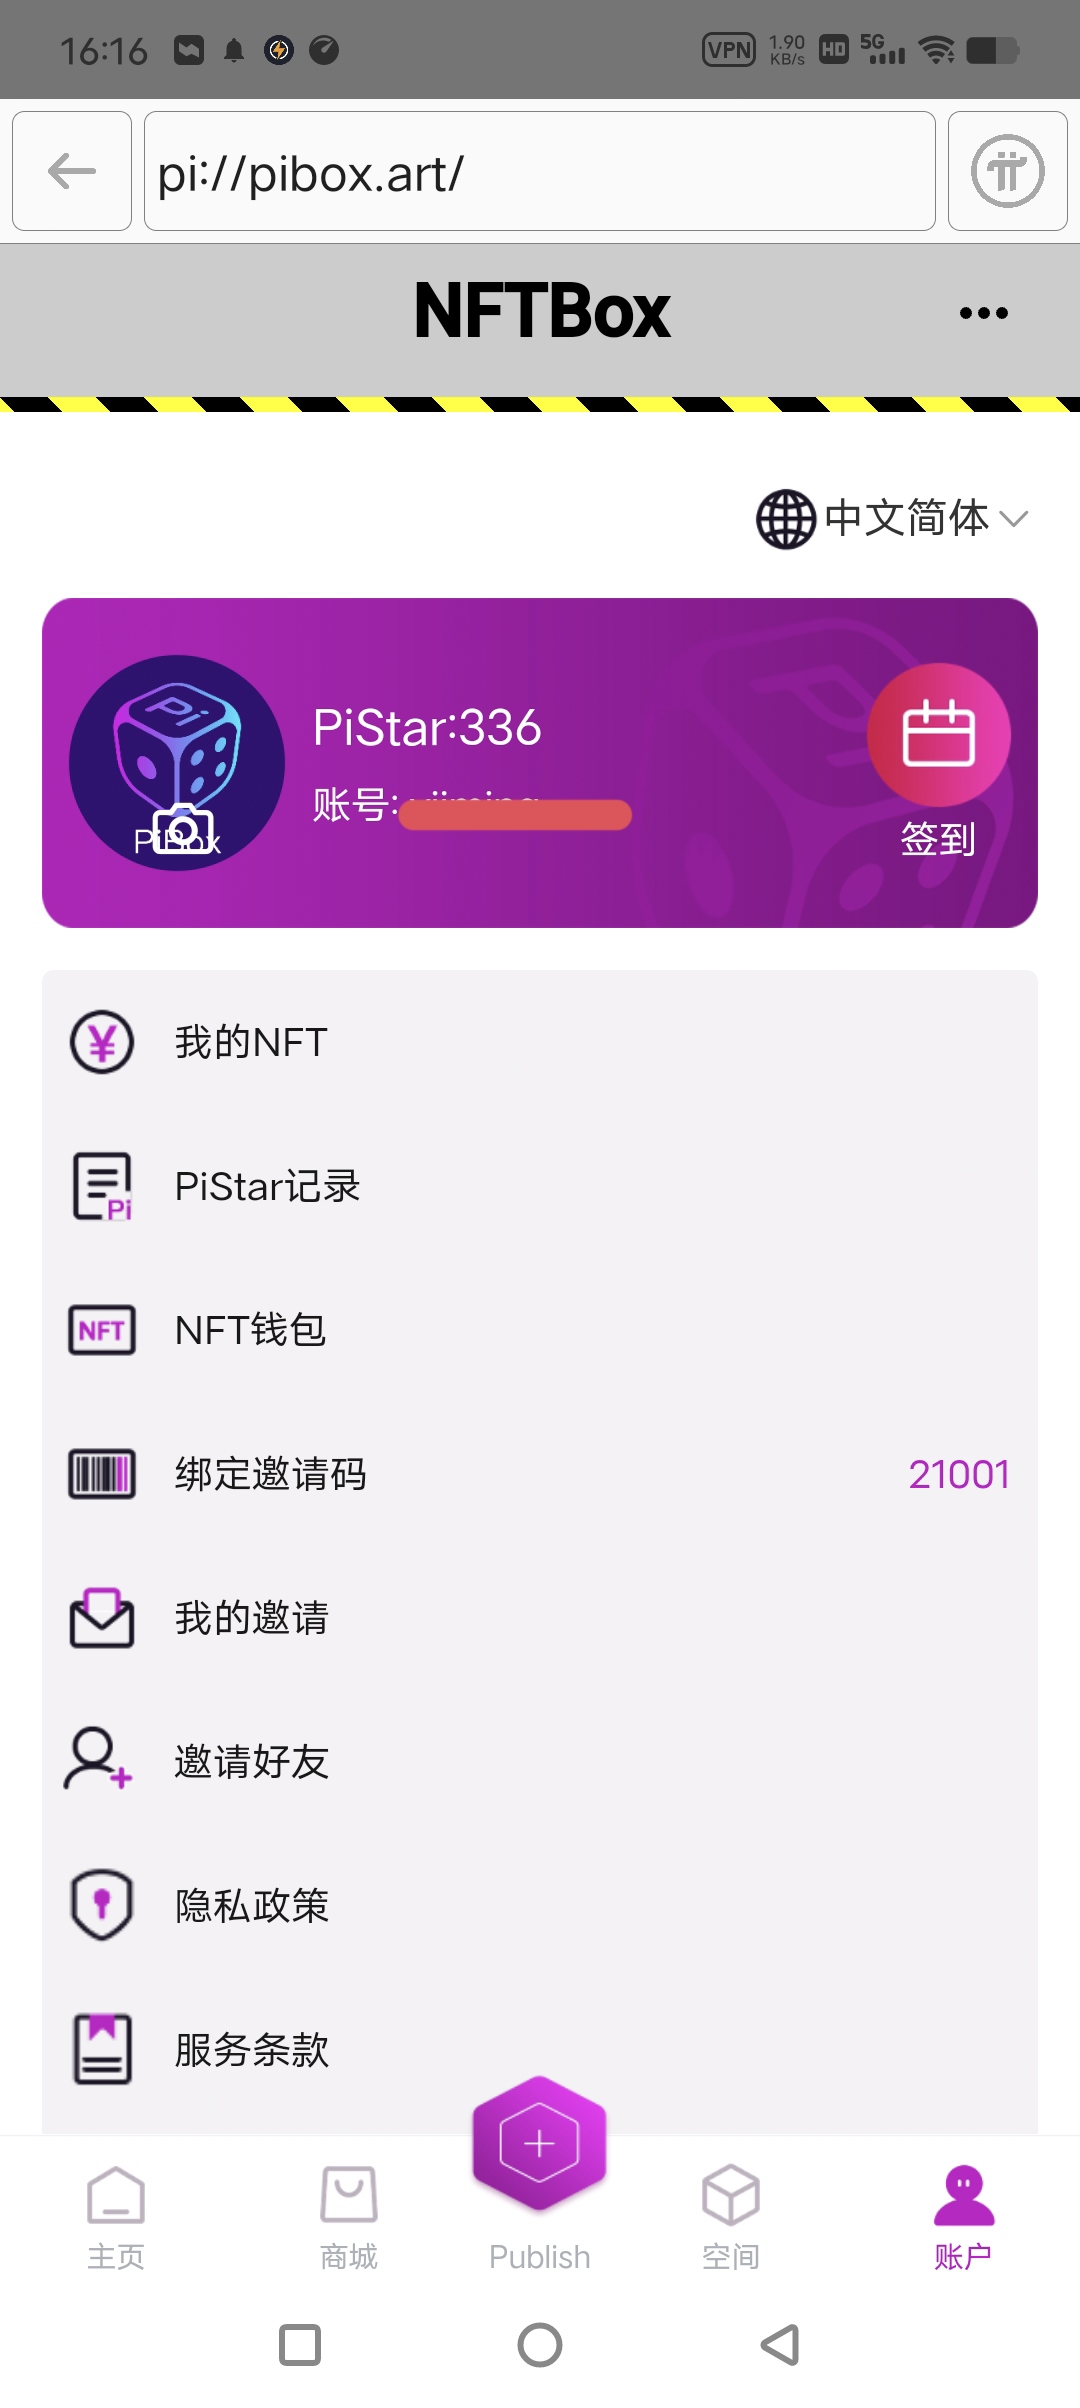 16:16
VPN 1.90 KB/s HD 5G
pi://pibox.art/
NFTBox
中文简体
PiStar:336
账号:
PiBox
签到
我的NFT
PiStar记录
NFT钱包
绑定邀请码 21001
我的邀请
邀请好友
隐私政策
服务条款
主页 商城 Publish 空间 账户